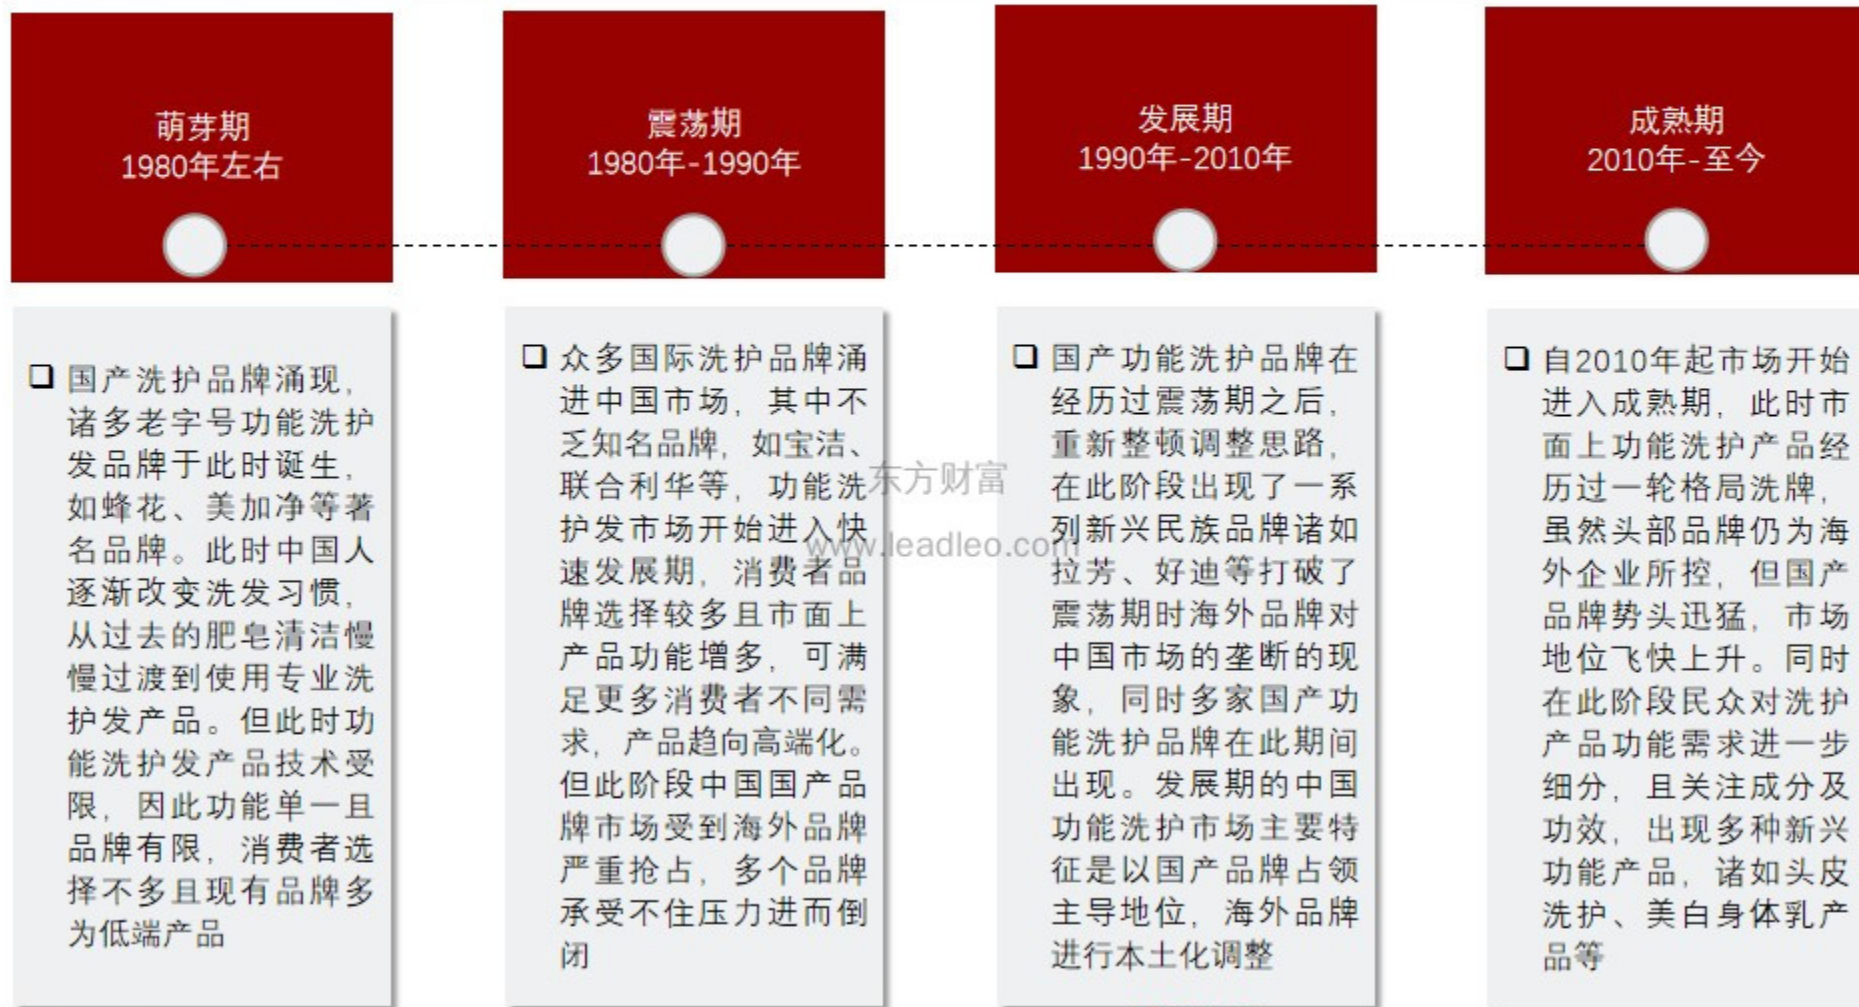 萌芽期
1980年左右
震荡期
1980年-1990年
发展期
1990年-2010年
成熟期
2010年-至今
❑ 国产洗护品牌涌现，
诸多老字号功能洗护
发品牌于此时诞生，
如蜂花、美加净等著
名品牌。此时中国人
逐渐改变洗发习惯，
从过去的肥皂清洁慢
慢过渡到使用专业洗
护发产品。但此时功
能洗护发产品技术受
限，因此功能单一且
品牌有限，消费者选
择不多且现有品牌多
为低端产品
❑ 众多国际洗护品牌涌
进中国市场，其中不
乏知名品牌，如宝洁、
联合利华等，功能洗
护发市场开始进入快
速发展期，消费者品
牌选择较多且市面上
产品功能增多，可满
足更多消费者不同需
求，产品趋向高端化。
但此阶段中国国产品
牌市场受到海外品牌
严重抢占，多个品牌
承受不住压力进而倒
闭
❑ 国产功能洗护品牌在
经历过震荡期之后，
重新整顿调整思路，
在此阶段出现了一系
列新兴民族品牌诸如
拉芳、好迪等打破了
震荡期时海外品牌对
中国市场的垄断的现
象，同时多家国产功
能洗护品牌在此期间
出现。发展期的中国
功能洗护市场主要特
征是以国产品牌占领
主导地位，海外品牌
进行本土化调整
❑ 自2010年起市场开始
进入成熟期，此时市
面上功能洗护产品经
历过一轮格局洗牌，
虽然头部品牌仍为海
外企业所控，但国产
品牌势头迅猛，市场
地位飞快上升。同时
在此阶段民众对洗护
产品功能需求进一步
细分，且关注成分及
功效，出现多种新兴
功能产品，诸如头皮
洗护、美白身体乳产
品等
东方财富
www.leadleo.com